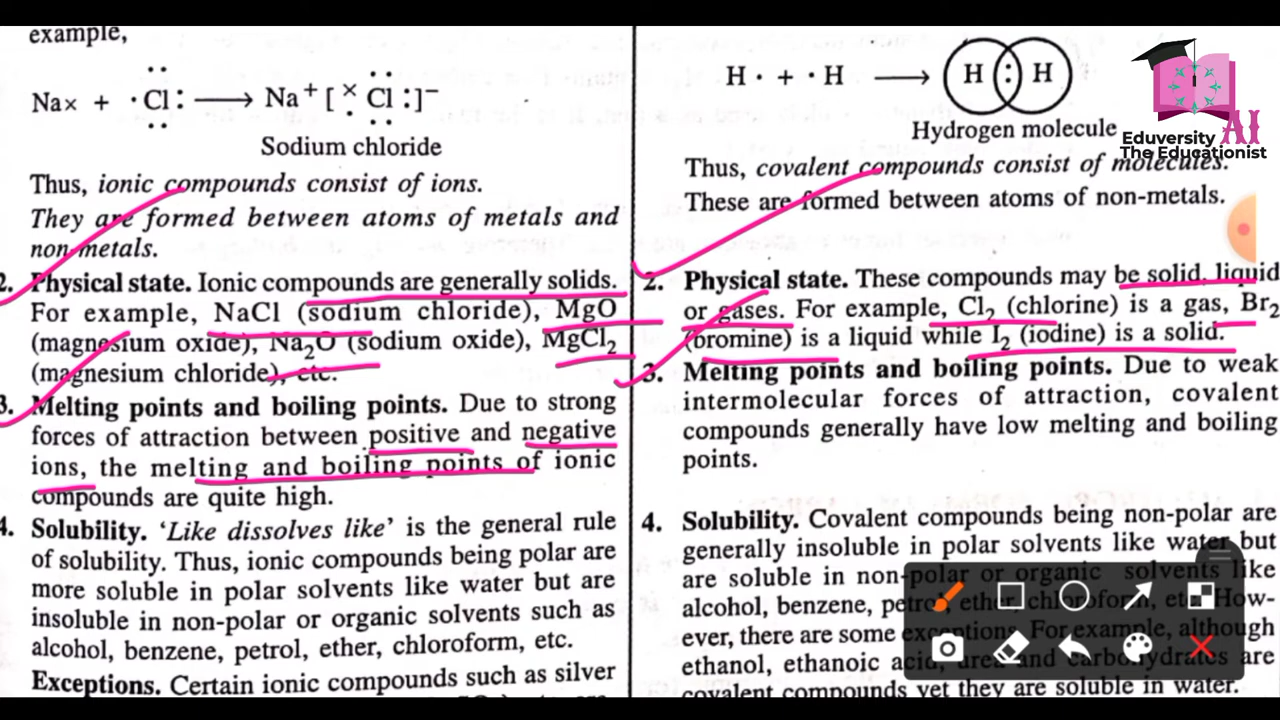 example,
Na× + ·Cl: ⟶ Na⁺ [ ×Cl :]⁻
Sodium chloride
Thus, ionic compounds consist of ions.
They are formed between atoms of metals and
non-metals.
2. Physical state. Ionic compounds are generally solids.
For example, NaCl (sodium chloride), MgO
(magnesium oxide), Na₂O (sodium oxide), MgCl₂
(magnesium chloride), etc.
3. Melting points and boiling points. Due to strong
forces of attraction between positive and negative
ions, the melting and boiling points of ionic
compounds are quite high.
4. Solubility. ‘Like dissolves like’ is the general rule
of solubility. Thus, ionic compounds being polar are
more soluble in polar solvents like water but are
insoluble in non-polar or organic solvents such as
alcohol, benzene, petrol, ether, chloroform, etc.
Exceptions. Certain ionic compounds such as silver
H · + · H ⟶ H : H
Hydrogen molecule
Thus, covalent compounds consist of molecules.
These are formed between atoms of non-metals.
2. Physical state. These compounds may be solid, liquid
or gases. For example, Cl₂ (chlorine) is a gas, Br₂
(bromine) is a liquid while I₂ (iodine) is a solid.
3. Melting points and boiling points. Due to weak
intermolecular forces of attraction, covalent
compounds generally have low melting and boiling
points.
4. Solubility. Covalent compounds being non-polar are
generally insoluble in polar solvents like water but
are soluble in non-polar or organic solvents like
alcohol, benzene, petrol, ether, chloroform, etc. How-
ever, there are some exceptions. For example, although
ethanol, ethanoic acid, urea and carbohydrates are
covalent compounds yet they are soluble in water.
Eduversity AI
The Educationist